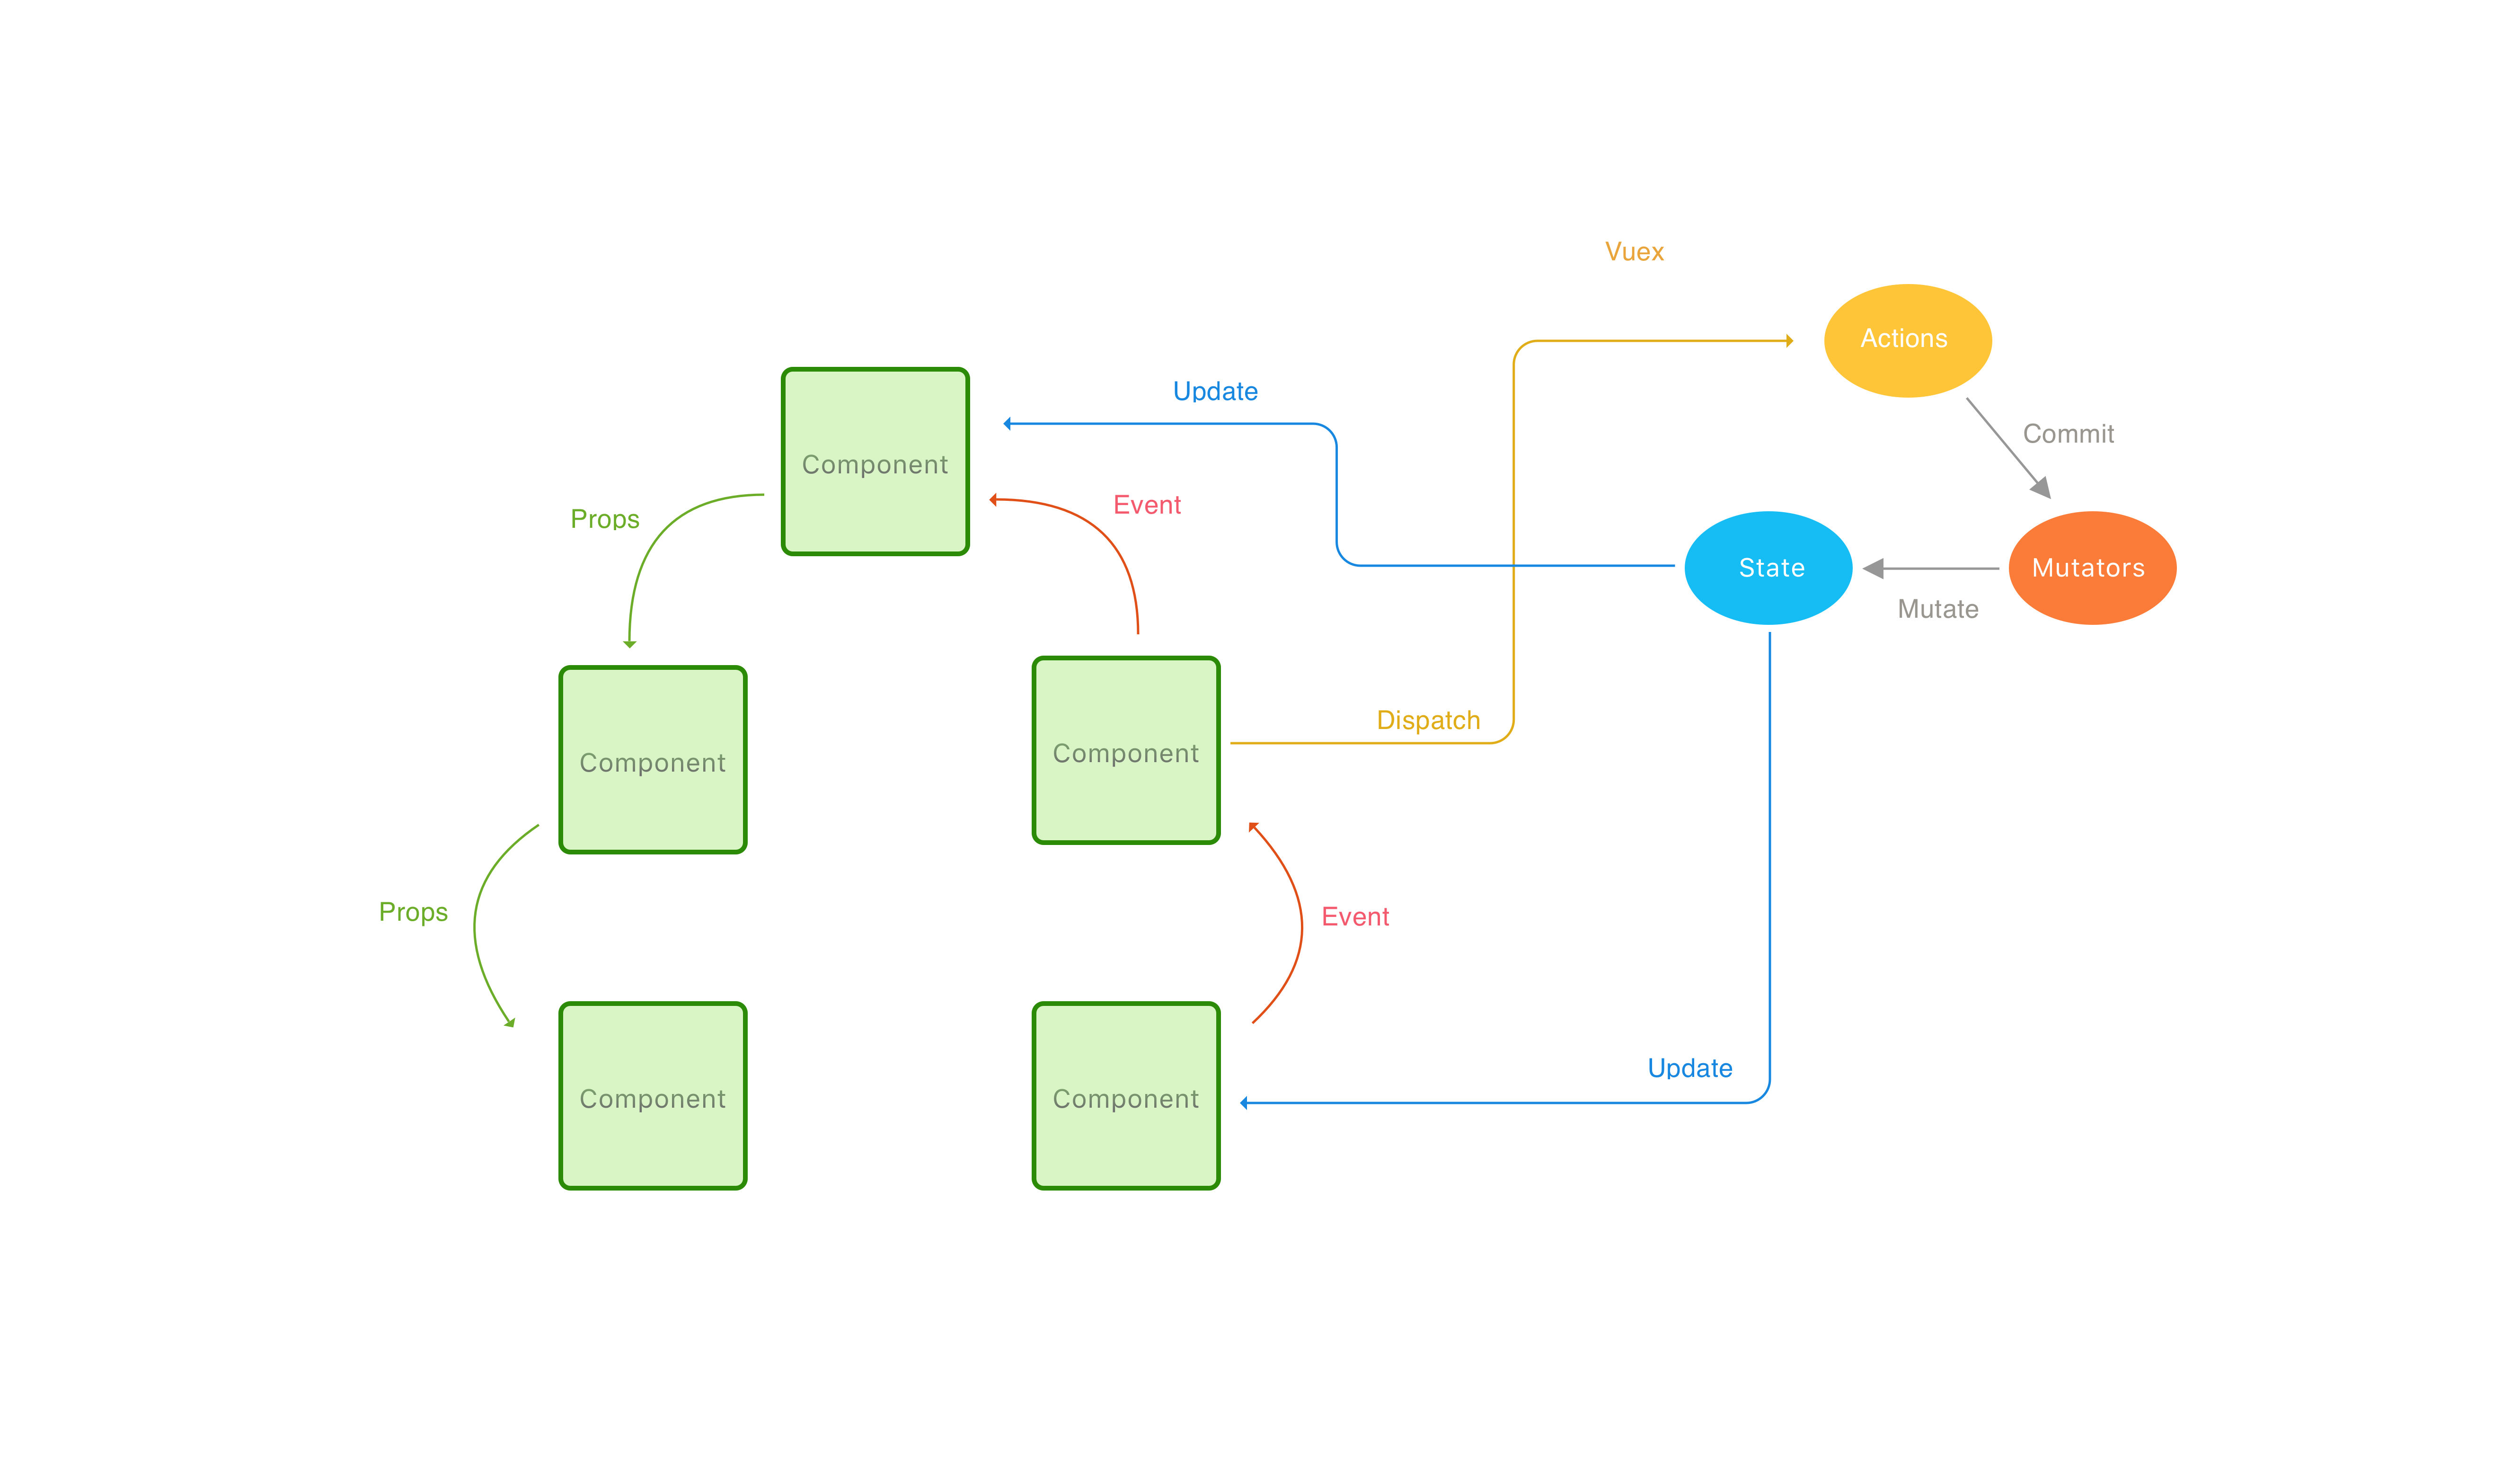 Vuex
Actions
Update
Commit
Component
Event
Props
State
Mutators
Mutate
Dispatch
Component
Component
Props
Event
Update
Component
Component